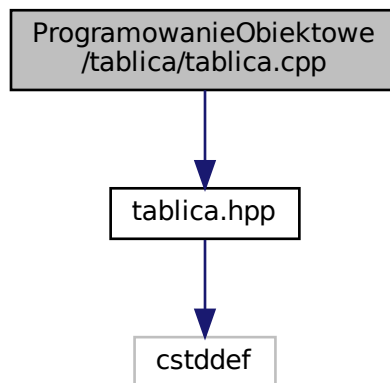 ProgramowanieObiektowe
/tablica/tablica.cpp
tablica.hpp
cstddef